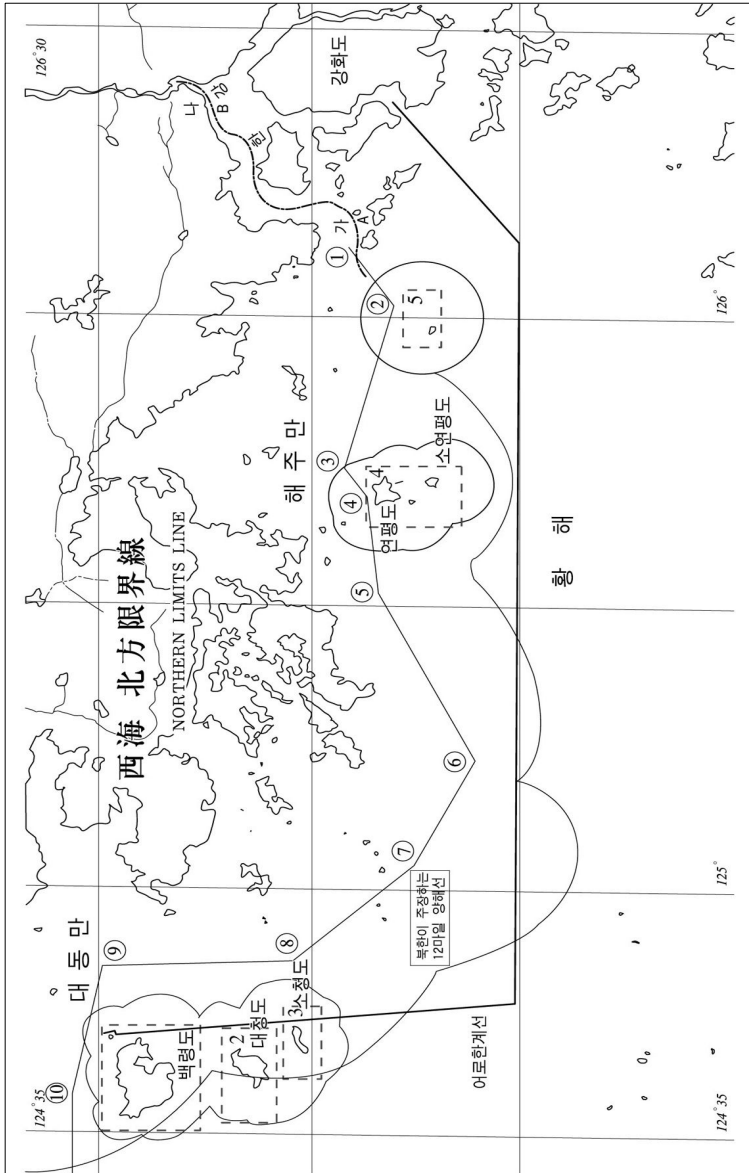 西海 北方限界線
NORTHERN LIMITS LINE
124°35
126°30
대 동 만
해 주 만
나
B
강
한
가
A
강화도
①
②
③
④
⑤
⑥
⑦
⑧
⑨
⑩
백령도
2
대청도
3
소청도
4
연평도
소연평도
5
북한이 주장하는
12마일 양해선
어로한계선
황 해
124°35
125°
126°